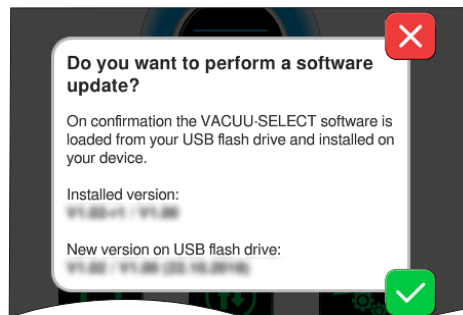 Do you want to perform a software
update?
On confirmation the VACUU·SELECT software is
loaded from your USB flash drive and installed on
your device.
Installed version:
New version on USB flash drive: